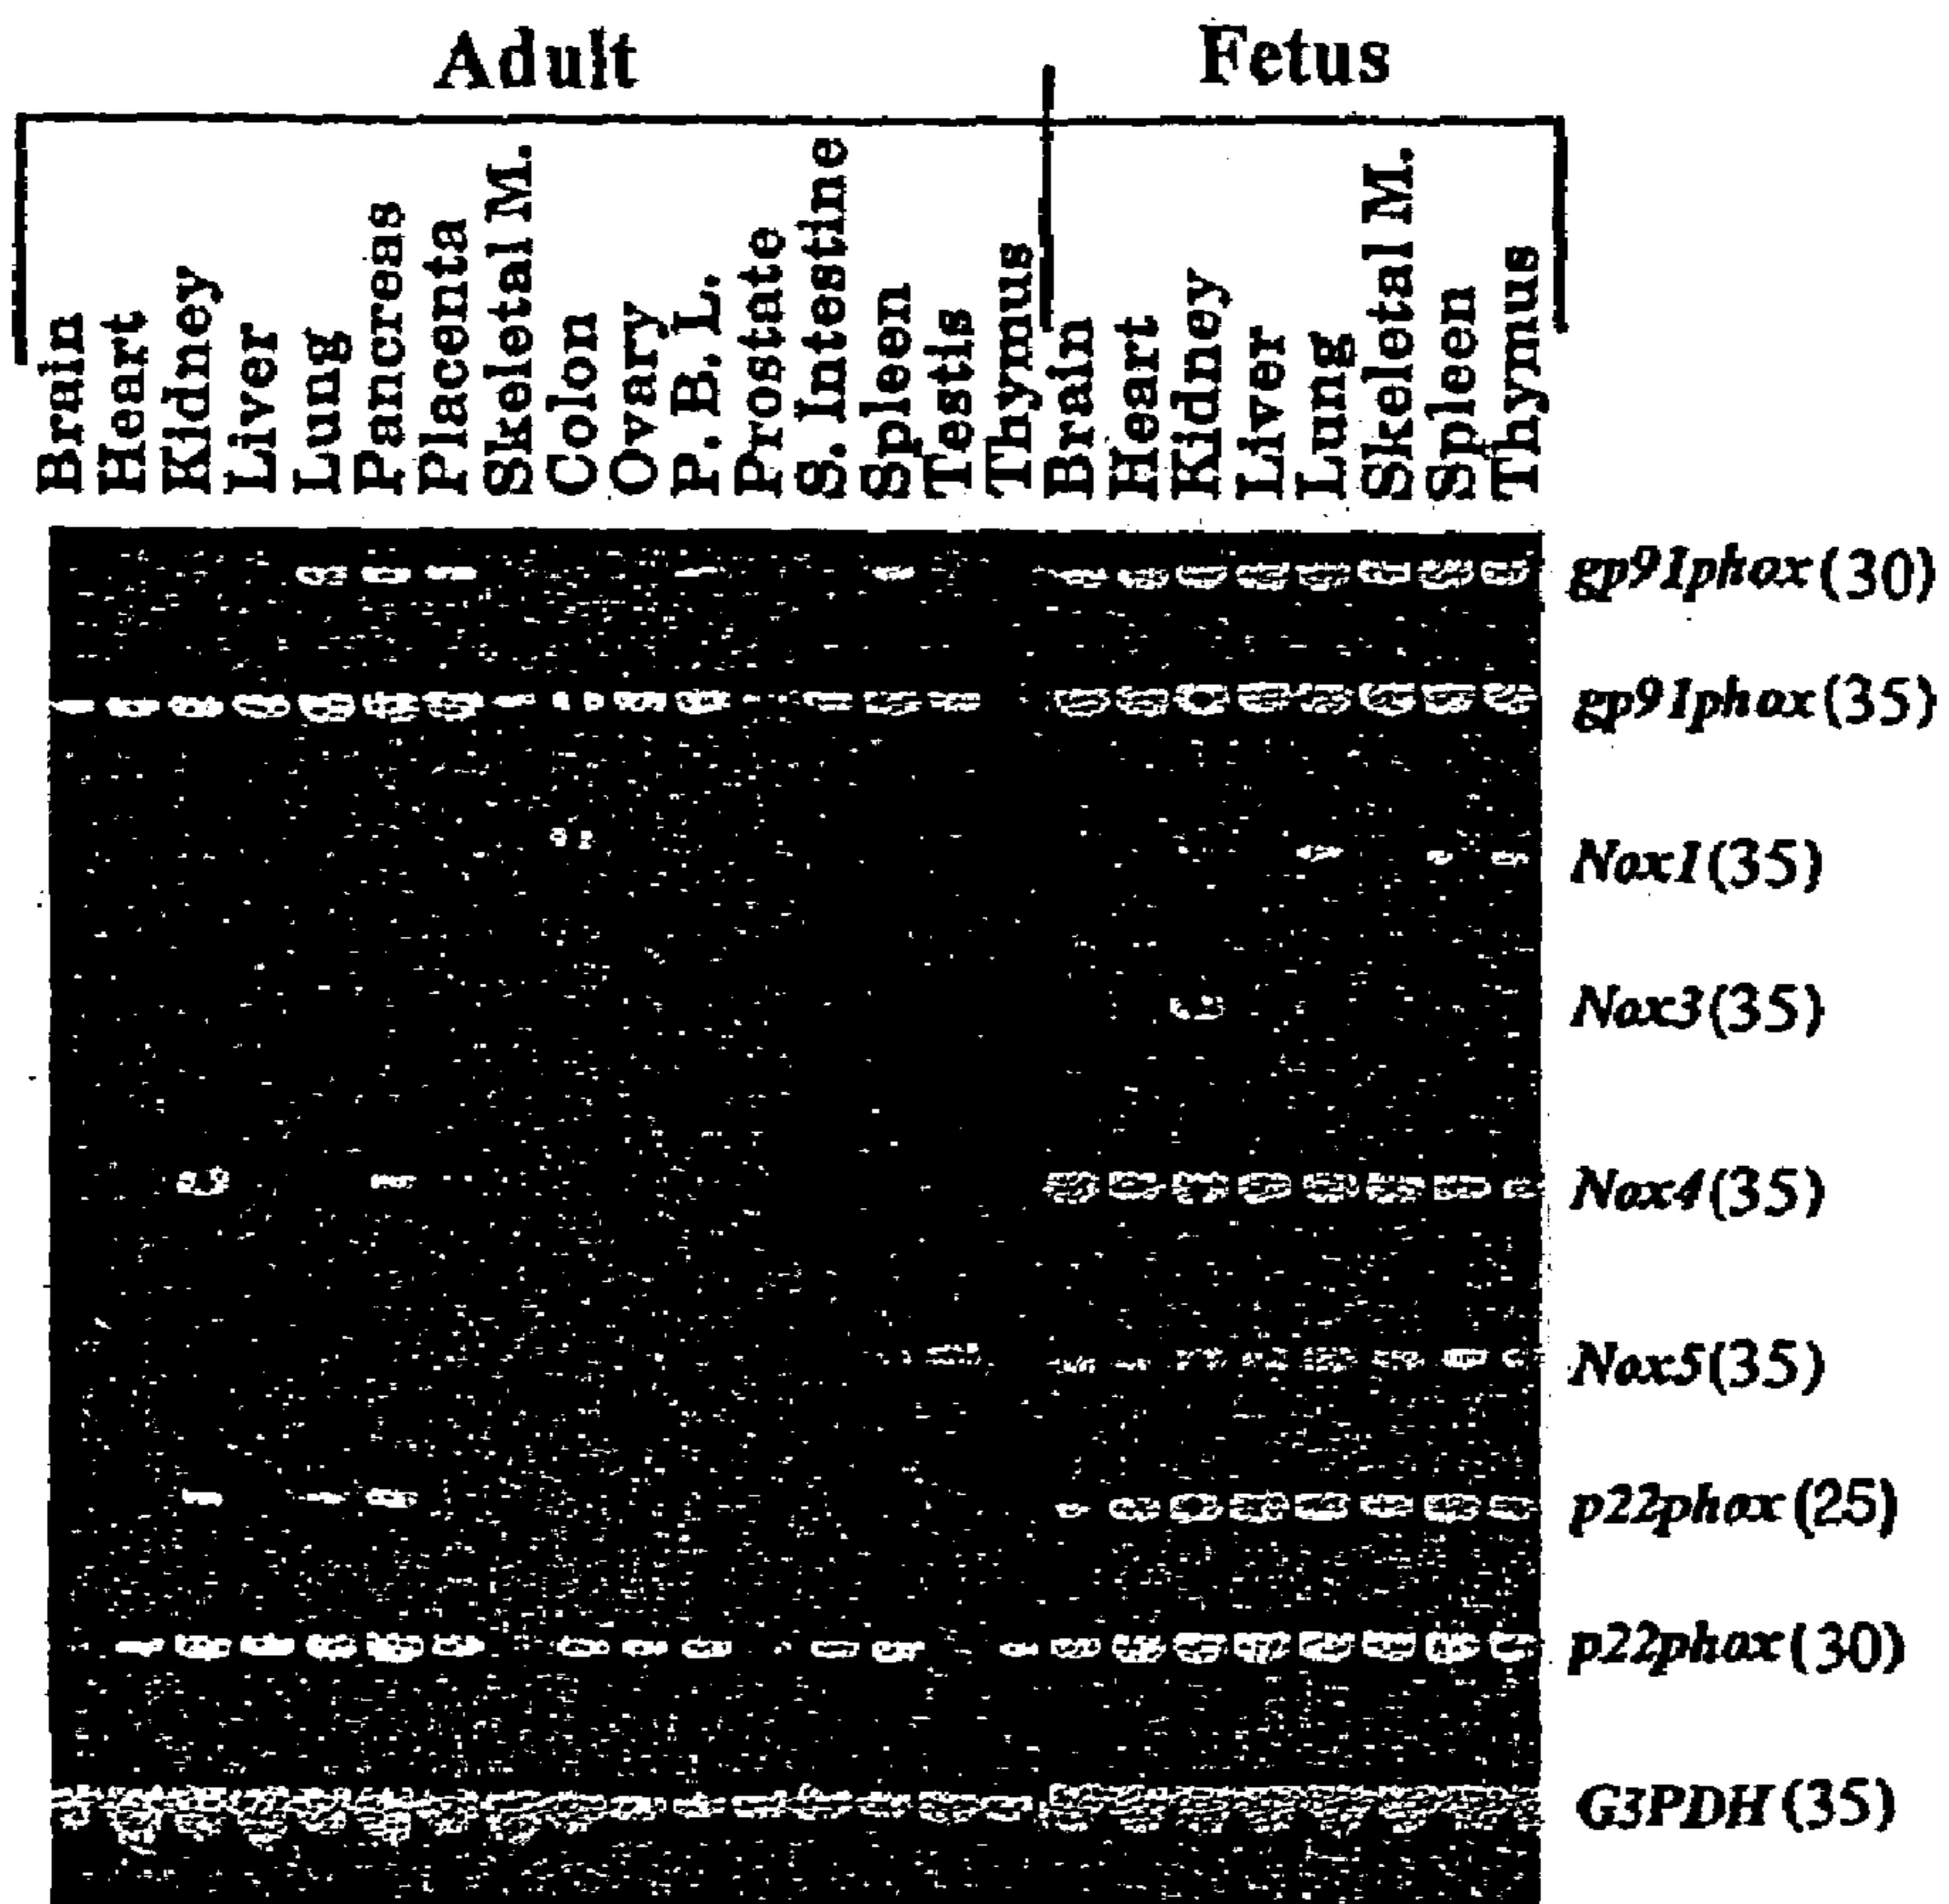 Adult Fetus
Brain
Heart
Kidney
Liver
Lung
Pancreas
Placenta
Skeletal M.
Colon
Ovary
P. B. L.
Prostate
S. Intestine
Spleen
Testis
Thymus
Brain
Heart
Kidney
Liver
Lung
Skeletal M.
Spleen
Thymus
gp91phox (30)
gp91phox (35)
Nox1 (35)
Nox3 (35)
Nox4 (35)
Nox5 (35)
p22phox (25)
p22phox (30)
G3PDH (35)